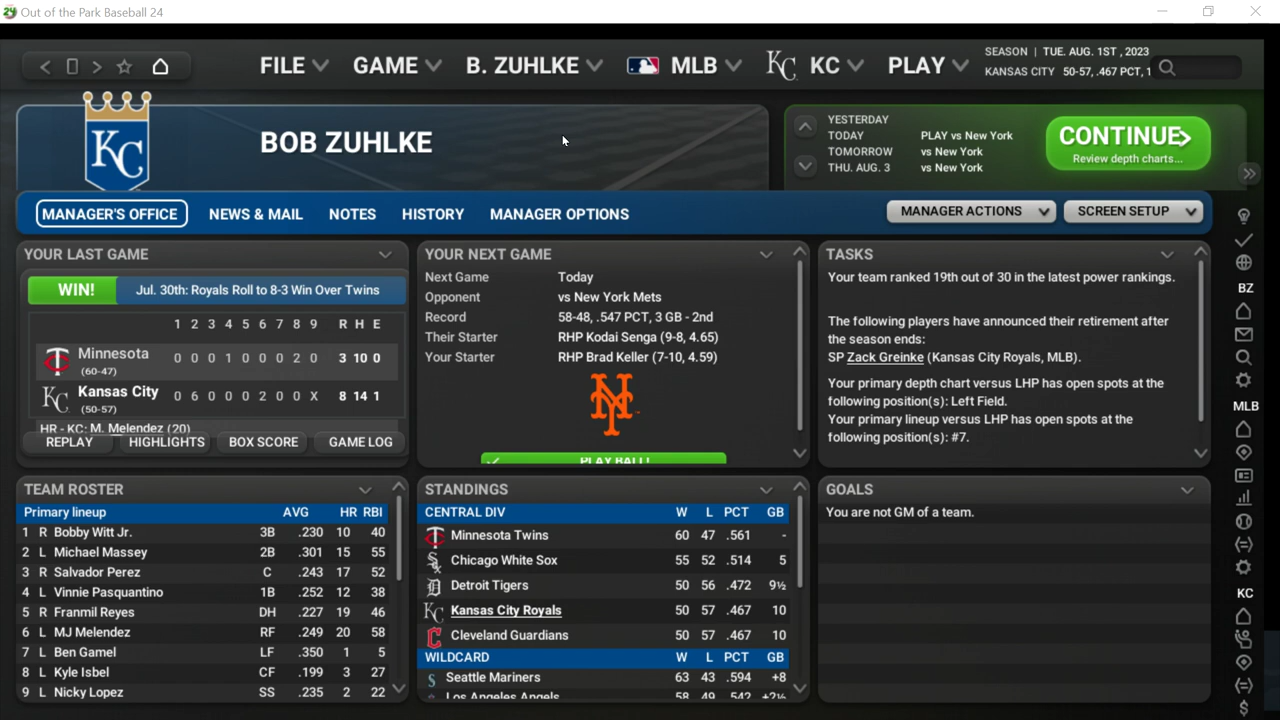 Out of the Park Baseball 24
FILE GAME B. ZUHLKE MLB KC PLAY
SEASON | TUE. AUG. 1ST , 2023
KANSAS CITY 50-57, .467 PCT, 1
BOB ZUHLKE
YESTERDAY
TODAY PLAY vs New York
TOMORROW vs New York
THU. AUG. 3 vs New York
CONTINUE
Review depth charts...
MANAGER'S OFFICE NEWS & MAIL NOTES HISTORY MANAGER OPTIONS
MANAGER ACTIONS SCREEN SETUP
YOUR LAST GAME
WIN! Jul. 30th: Royals Roll to 8-3 Win Over Twins
1 2 3 4 5 6 7 8 9 R H E
Minnesota 0 0 0 1 0 0 0 2 0 3 10 0
(60-47)
Kansas City 0 6 0 0 0 2 0 0 X 8 14 1
(50-57)
HR - KC: M. Melendez (20)
REPLAY HIGHLIGHTS BOX SCORE GAME LOG
YOUR NEXT GAME
Next Game Today
Opponent vs New York Mets
Record 58-48, .547 PCT, 3 GB - 2nd
Their Starter RHP Kodai Senga (9-8, 4.65)
Your Starter RHP Brad Keller (7-10, 4.59)
PLAY BALL!
TASKS
Your team ranked 19th out of 30 in the latest power rankings.
The following players have announced their retirement after
the season ends:
SP Zack Greinke (Kansas City Royals, MLB).
Your primary depth chart versus LHP has open spots at the
following position(s): Left Field.
Your primary lineup versus LHP has open spots at the
following position(s): #7.
TEAM ROSTER
Primary lineup AVG HR RBI
1 R Bobby Witt Jr. 3B .230 10 40
2 L Michael Massey 2B .301 15 55
3 R Salvador Perez C .243 17 52
4 L Vinnie Pasquantino 1B .252 12 38
5 R Franmil Reyes DH .227 19 46
6 L MJ Melendez RF .249 20 58
7 L Ben Gamel LF .350 1 5
8 L Kyle Isbel CF .199 3 27
9 L Nicky Lopez SS .235 2 22
STANDINGS
CENTRAL DIV W L PCT GB
Minnesota Twins 60 47 .561 -
Chicago White Sox 55 52 .514 5
Detroit Tigers 50 56 .472 9½
Kansas City Royals 50 57 .467 10
Cleveland Guardians 50 57 .467 10
WILDCARD W L PCT GB
Seattle Mariners 63 43 .594 +8
Los Angeles Angels 58 49 .542 +2½
GOALS
You are not GM of a team.
BZ
MLB
KC